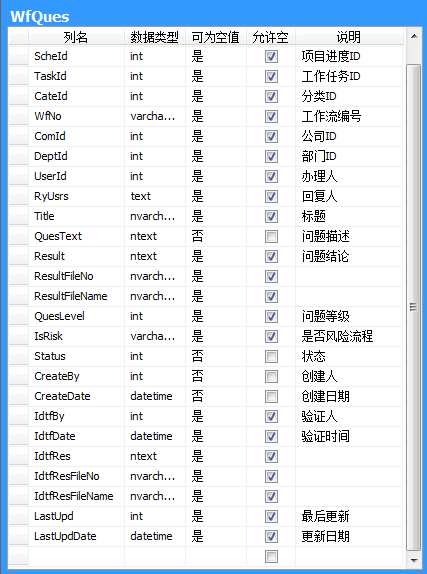 WfQues
列名 数据类型 可为空值 允许空 说明
ScheId int 是 项目进度ID
TaskId int 是 工作任务ID
CateId int 是 分类ID
WfNo varcha... 是 工作流编号
ComId int 是 公司ID
DeptId int 是 部门ID
UserId int 是 办理人
RyUsrs text 是 回复人
Title nvarch... 是 标题
QuesText ntext 否 问题描述
Result ntext 是 问题结论
ResultFileNo nvarch... 是
ResultFileName nvarch... 是
QuesLevel int 是 问题等级
IsRisk varcha... 是 是否风险流程
Status int 否 状态
CreateBy int 否 创建人
CreateDate datetime 否 创建日期
IdtfBy int 是 验证人
IdtfDate datetime 是 验证时间
IdtfRes ntext 是
IdtfResFileNo nvarch... 是
IdtfResFileName nvarch... 是
LastUpd int 是 最后更新
LastUpdDate datetime 是 更新日期